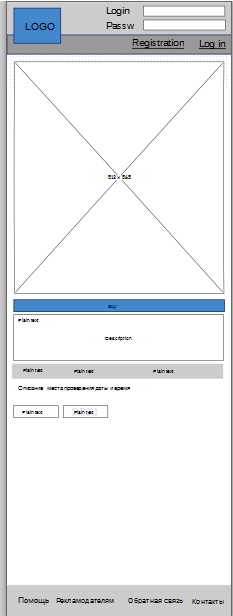 LOGO
Login
Passw
Registration Log in
512 x 565
Buy
Plain text
Description
Plain text Plain text Plain text
Описание места проведения даты и время
Plain text Plain text
Помощь Рекламодателям Обратная связь Контакты